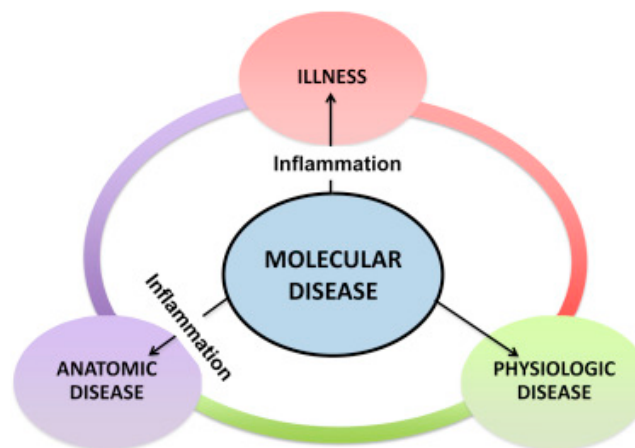 ILLNESS
Inflammation
MOLECULAR
DISEASE
Inflammation
ANATOMIC
DISEASE
PHYSIOLOGIC
DISEASE